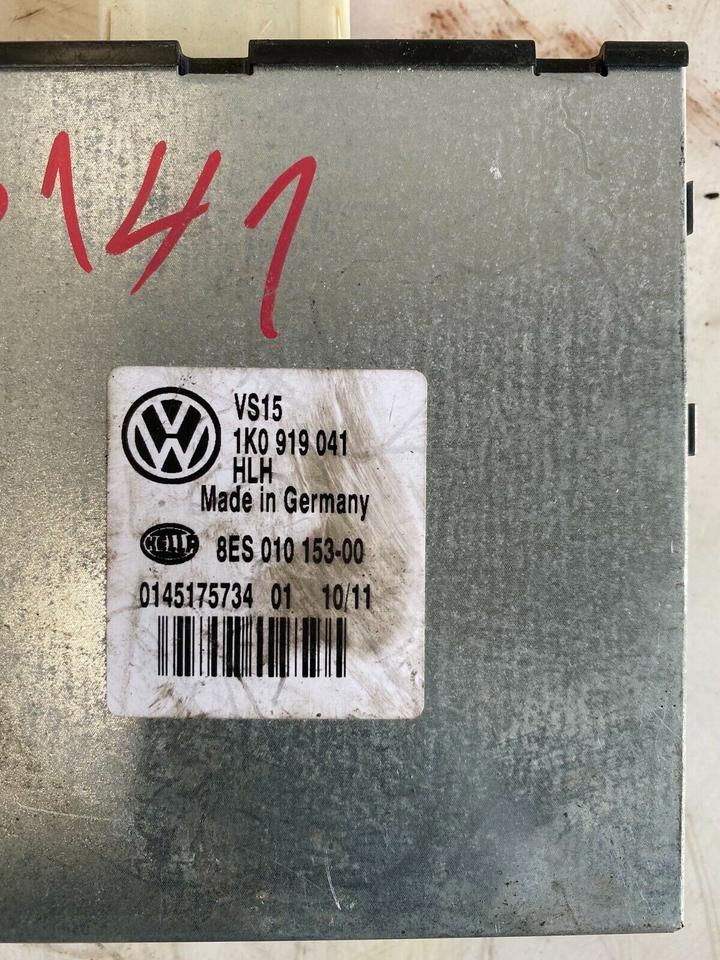 141
VS15
1K0 919 041
HLH
Made in Germany
HELLA
8ES 010 153-00
0145175734 01 10/11